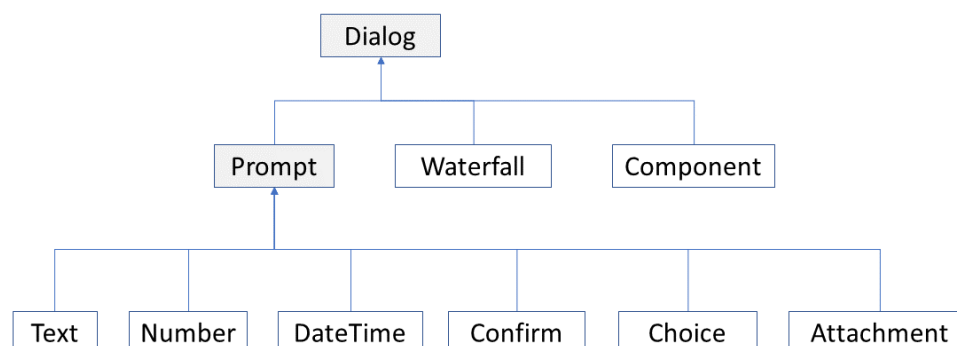 Dialog
Prompt Waterfall Component
Text Number DateTime Confirm Choice Attachment